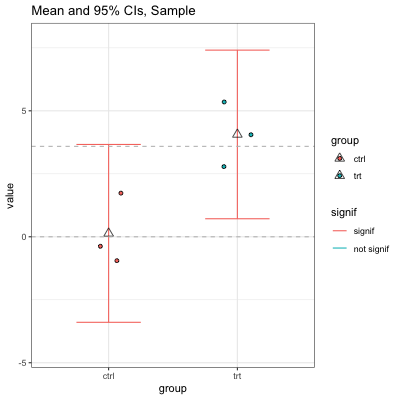 Mean and 95% CIs, Sample
value
5
0
-5
ctrl
trt
group
group
ctrl
trt
signif
signif
not signif